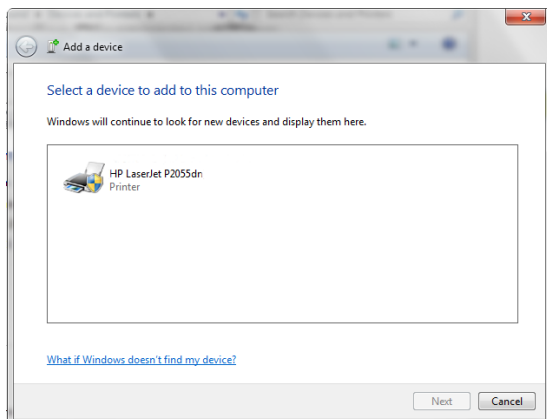 Add a device
Select a device to add to this computer
Windows will continue to look for new devices and display them here.
HP LaserJet P2055dn
Printer
What if Windows doesn't find my device?
Next
Cancel